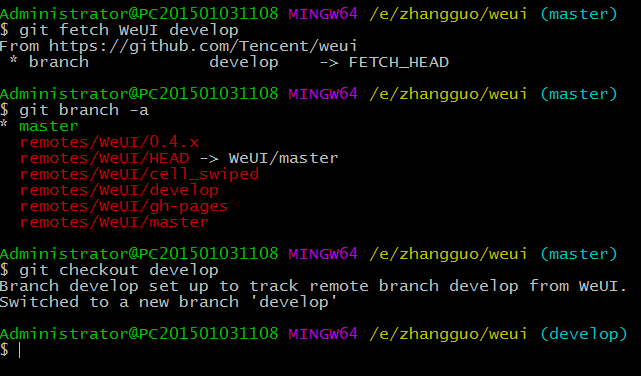 Administrator@PC201501031108 MINGW64 /e/zhangguo/weui (master)
$ git fetch WeUI develop
From https://github.com/Tencent/weui
 * branch            develop    -> FETCH_HEAD
Administrator@PC201501031108 MINGW64 /e/zhangguo/weui (master)
$ git branch -a
* master
  remotes/WeUI/0.4.x
  remotes/WeUI/HEAD -> WeUI/master
  remotes/WeUI/cell_swiped
  remotes/WeUI/develop
  remotes/WeUI/gh-pages
  remotes/WeUI/master
Administrator@PC201501031108 MINGW64 /e/zhangguo/weui (master)
$ git checkout develop
Branch develop set up to track remote branch develop from WeUI.
Switched to a new branch 'develop'
Administrator@PC201501031108 MINGW64 /e/zhangguo/weui (develop)
$